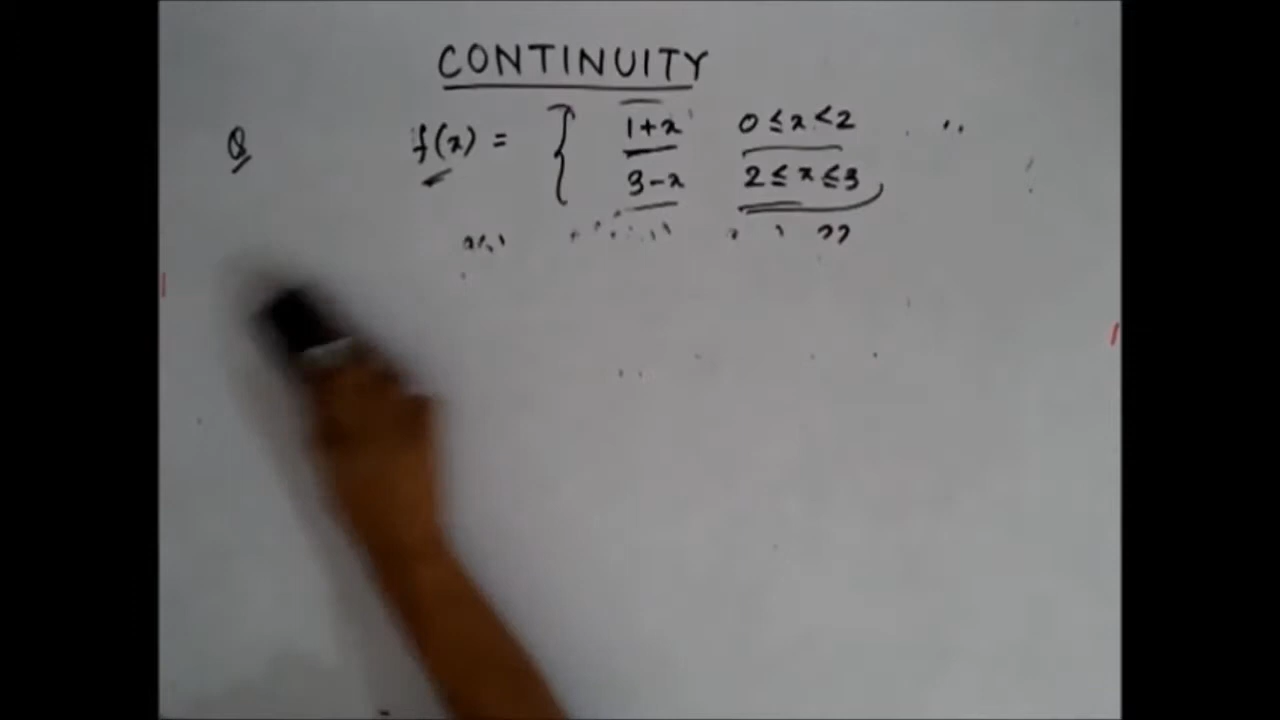 CONTINUITY
Q f(x) = { 1+x 0≤x<2
3-x 2≤x≤3